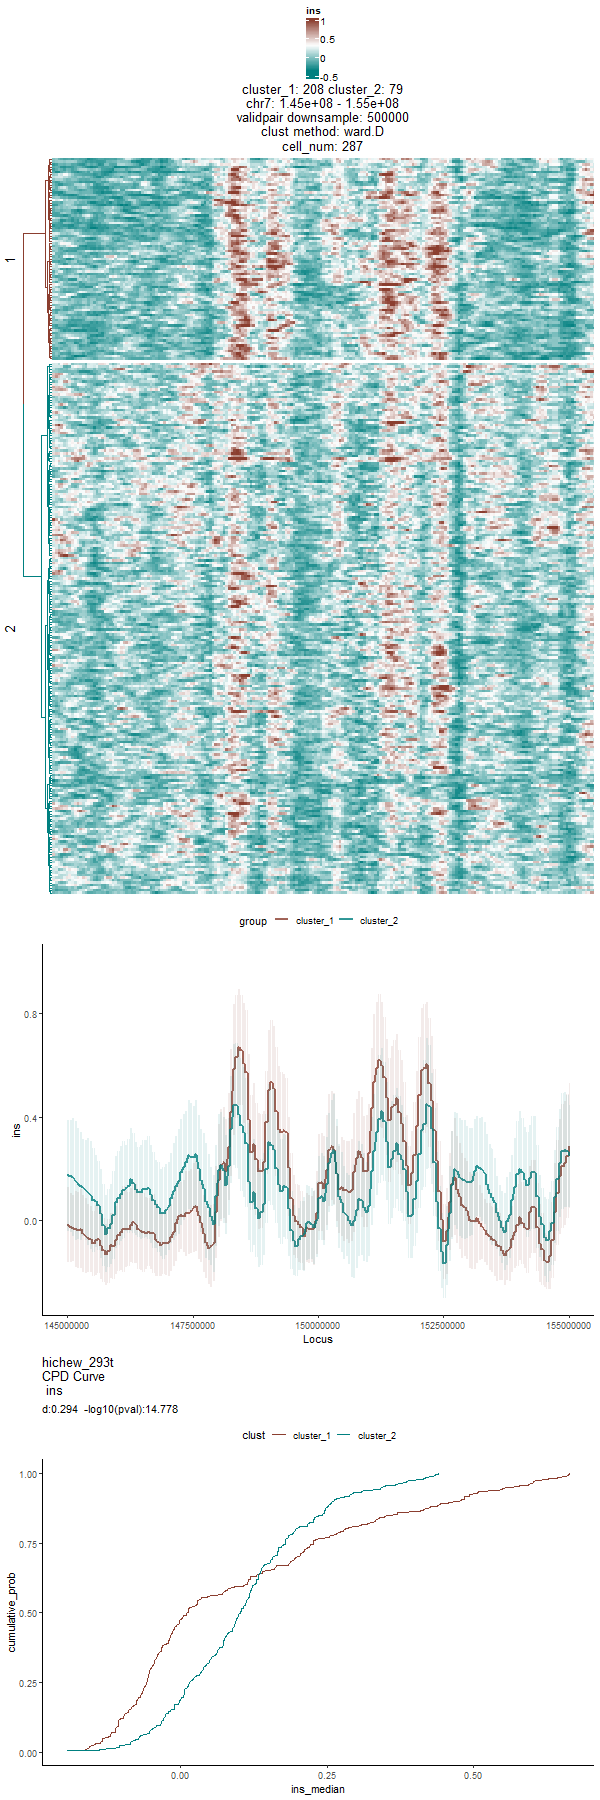 ins
1
0.5
0
-0.5
cluster_1: 208 cluster_2: 79
chr7: 1.45e+08 - 1.55e+08
validpair downsample: 500000
clust method: ward.D
cell_num: 287
1
2
group cluster_1 cluster_2
0.8
0.4
0.0
ins
145000000 147500000 150000000 152500000 155000000
Locus
hichew_293t
CPD Curve
ins
d:0.294 -log10(pval):14.778
clust cluster_1 cluster_2
1.00
0.75
0.50
0.25
0.00
cumulative_prob
0.00 0.25 0.50
ins_median